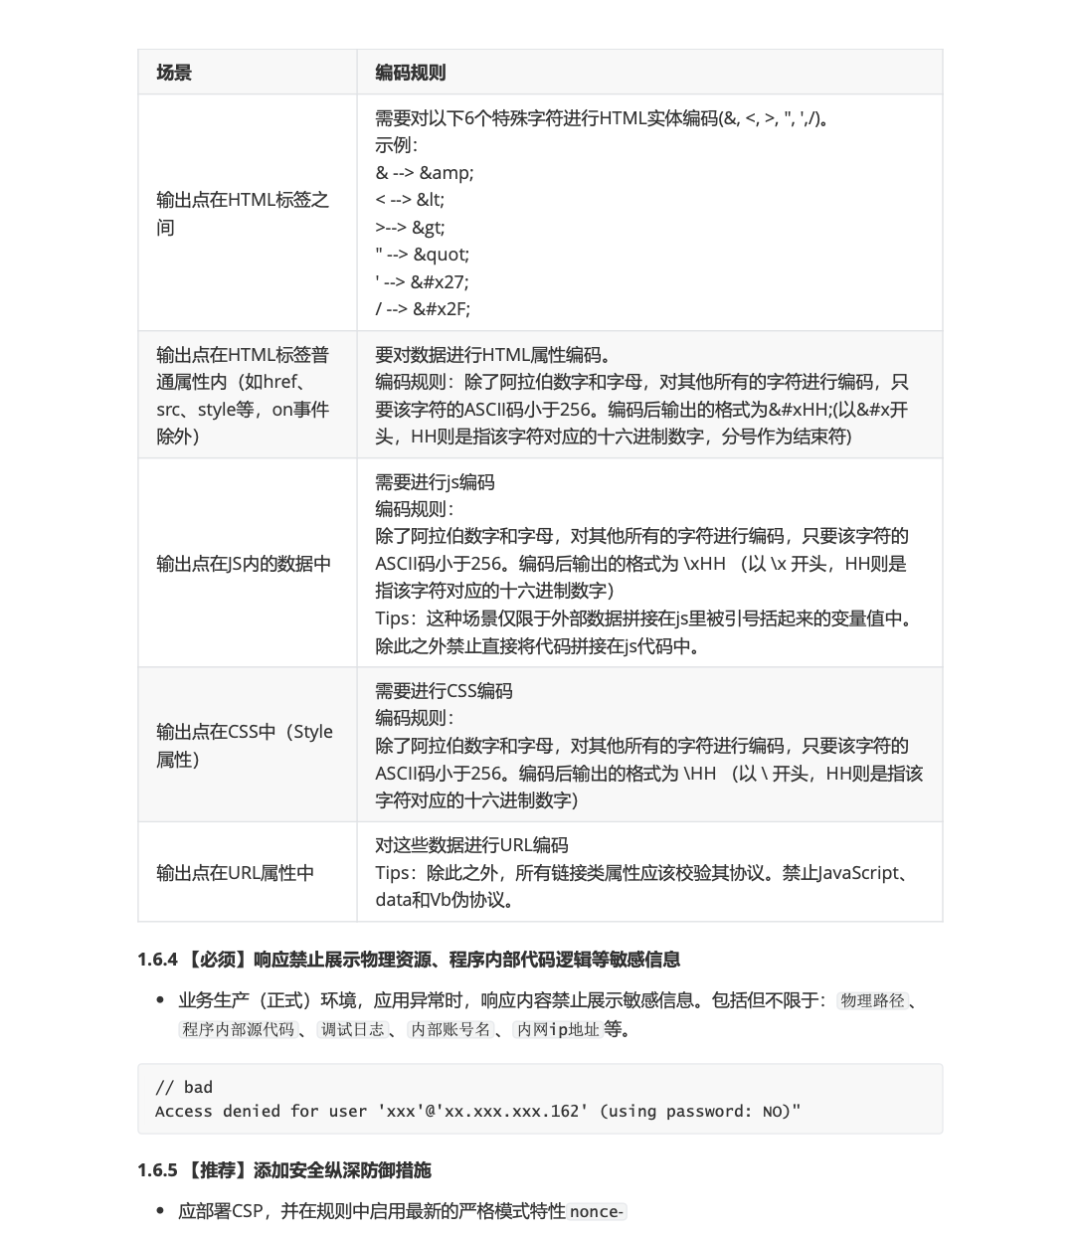 场景
编码规则
输出点在HTML标签之
间
需要对以下6个特殊字符进行HTML实体编码(&, <, >, ", ',/)。
示例：
& --> &amp;
< --> &lt;
>--> &gt;
" --> &quot;
' --> &#x27;
/ --> &#x2F;
输出点在HTML标签普
通属性内（如href、
src、style等，on事件
除外）
要对数据进行HTML属性编码。
编码规则：除了阿拉伯数字和字母，对其他所有的字符进行编码，只
要该字符的ASCII码小于256。编码后输出的格式为&#xHH;(以&#x开
头，HH则是指该字符对应的十六进制数字，分号作为结束符)
输出点在JS内的数据中
需要进行js编码
编码规则：
除了阿拉伯数字和字母，对其他所有的字符进行编码，只要该字符的
ASCII码小于256。编码后输出的格式为 \xHH （以 \x 开头，HH则是
指该字符对应的十六进制数字）
Tips：这种场景仅限于外部数据拼接在js里被引号括起来的变量值中。
除此之外禁止直接将代码拼接在js代码中。
输出点在CSS中（Style
属性）
需要进行CSS编码
编码规则：
除了阿拉伯数字和字母，对其他所有的字符进行编码，只要该字符的
ASCII码小于256。编码后输出的格式为 \HH （以 \ 开头，HH则是指该
字符对应的十六进制数字）
输出点在URL属性中
对这些数据进行URL编码
Tips：除此之外，所有链接类属性应该校验其协议。禁止JavaScript、
data和Vb伪协议。
1.6.4 【必须】响应禁止展示物理资源、程序内部代码逻辑等敏感信息
• 业务生产（正式）环境，应用异常时，响应内容禁止展示敏感信息。包括但不限于：物理路径、
程序内部源代码、调试日志、内部账号名、内网ip地址等。
// bad
Access denied for user 'xxx'@'xx.xxx.xxx.162' (using password: NO)"
1.6.5 【推荐】添加安全纵深防御措施
• 应部署CSP，并在规则中启用最新的严格模式特性nonce-